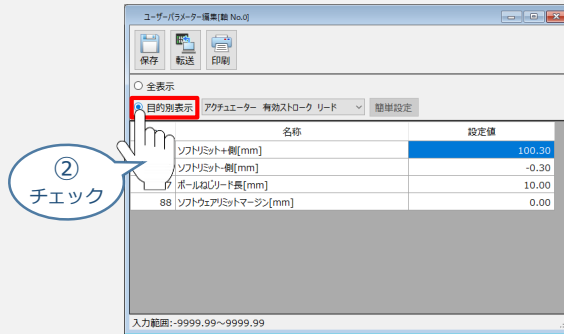 ユーザーパラメーター編集[軸 No.0]
保存 転送 印刷
全表示
目的別表示 アクチュエーター 有効ストローク リード 簡単設定
名称 設定値
ソフトリミット+側[mm] 100.30
ソフトリミット-側[mm] -0.30
7 ボールねじリード長[mm] 10.00
88 ソフトウェアリミットマージン[mm] 0.00
②
チェック
入力範囲:-9999.99~9999.99